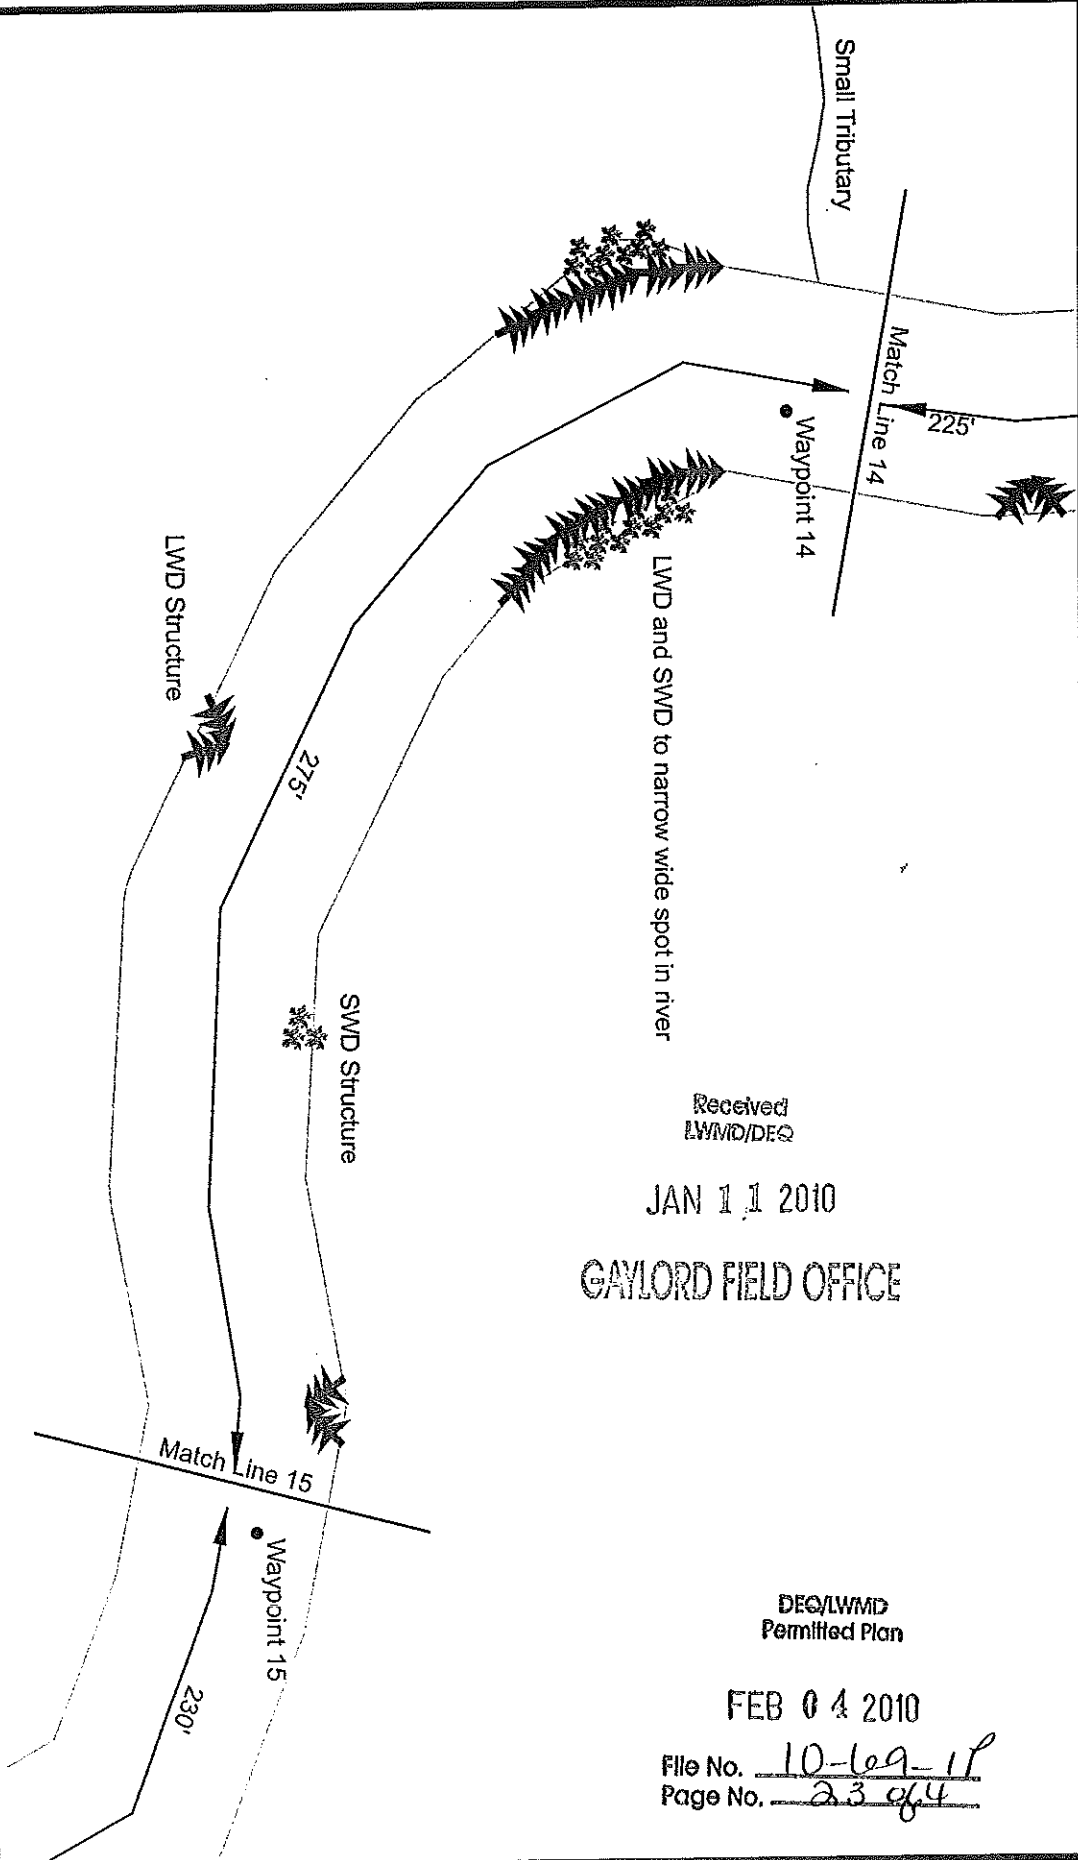 Small Tributary
Match Line 14
225'
Waypoint 14
LWD and SWD to narrow wide spot in river
LWD Structure
275'
SWD Structure
Received
LWMD/DEQ
JAN 11 2010
GAYLORD FIELD OFFICE
Match Line 15
Waypoint 15
230'
DEQ/LWMD
Permitted Plan
FEB 04 2010
File No. 10-69-1P
Page No. 23 of 4